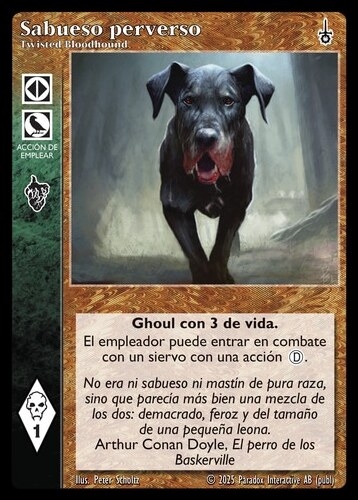 Sabueso perverso
Twisted Bloodhound
ACCIÓN DE
EMPLEAR
Ghoul con 3 de vida.
El empleador puede entrar en combate
con un siervo con una acción Ⓓ.
No era ni sabueso ni mastín de pura raza,
sino que parecía más bien una mezcla de
los dos: demacrado, feroz y del tamaño
de una pequeña leona.
Arthur Conan Doyle, El perro de los
Baskerville
1
Illus. Peter Scholtz
© 2025 Paradox Interactive AB (publ)